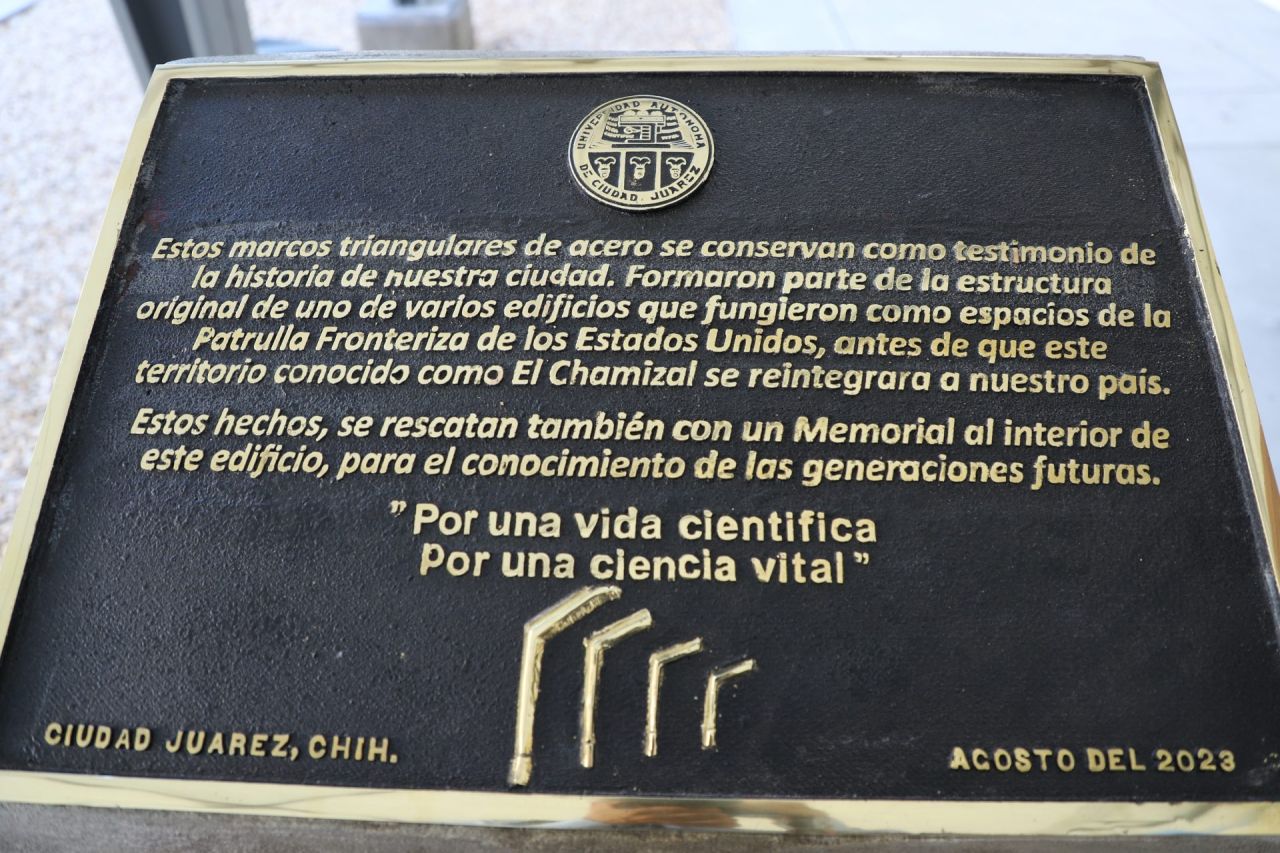 UNIVERSIDAD AUTONOMA
DE CIUDAD JUAREZ
Estos marcos triangulares de acero se conservan como testimonio de
la historia de nuestra ciudad. Formaron parte de la estructura
original de uno de varios edificios que fungieron como espacios de la
Patrulla Fronteriza de los Estados Unidos, antes de que este
territorio conocido como El Chamizal se reintegrara a nuestro país.
Estos hechos, se rescatan también con un Memorial al interior de
este edificio, para el conocimiento de las generaciones futuras.
"Por una vida científica
Por una ciencia vital"
CIUDAD JUAREZ, CHIH.
AGOSTO DEL 2023